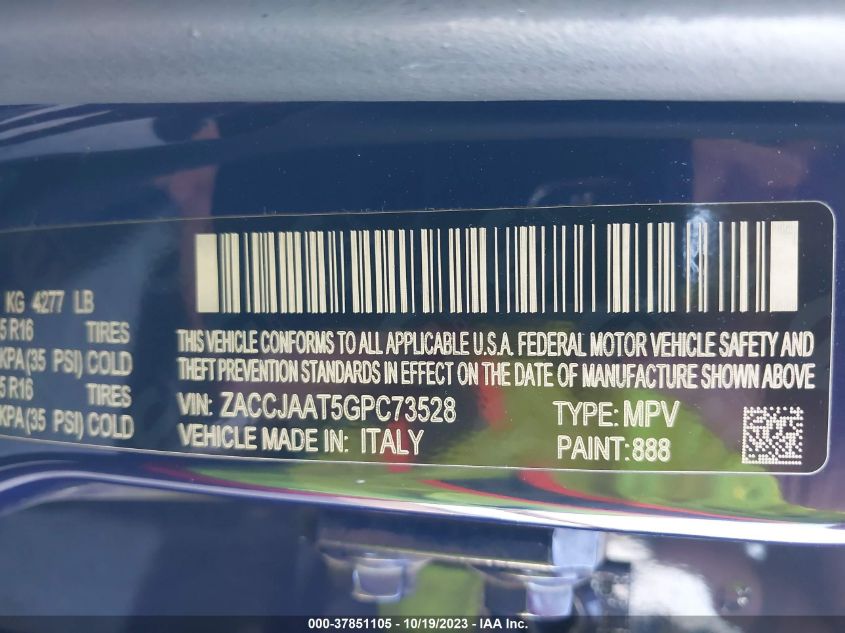 KG 4277 LB
5 R16 TIRES
KPA(35 PSI) COLD
5 R16 TIRES
KPA(35 PSI) COLD
THIS VEHICLE CONFORMS TO ALL APPLICABLE U.S.A. FEDERAL MOTOR VEHICLE SAFETY AND
THEFT PREVENTION STANDARDS IN EFFECT ON THE DATE OF MANUFACTURE SHOWN ABOVE
VIN: ZACCJAAT5GPC73528 TYPE: MPV
VEHICLE MADE IN: ITALY PAINT:888
000-37851105 - 10/19/2023 - IAA Inc.